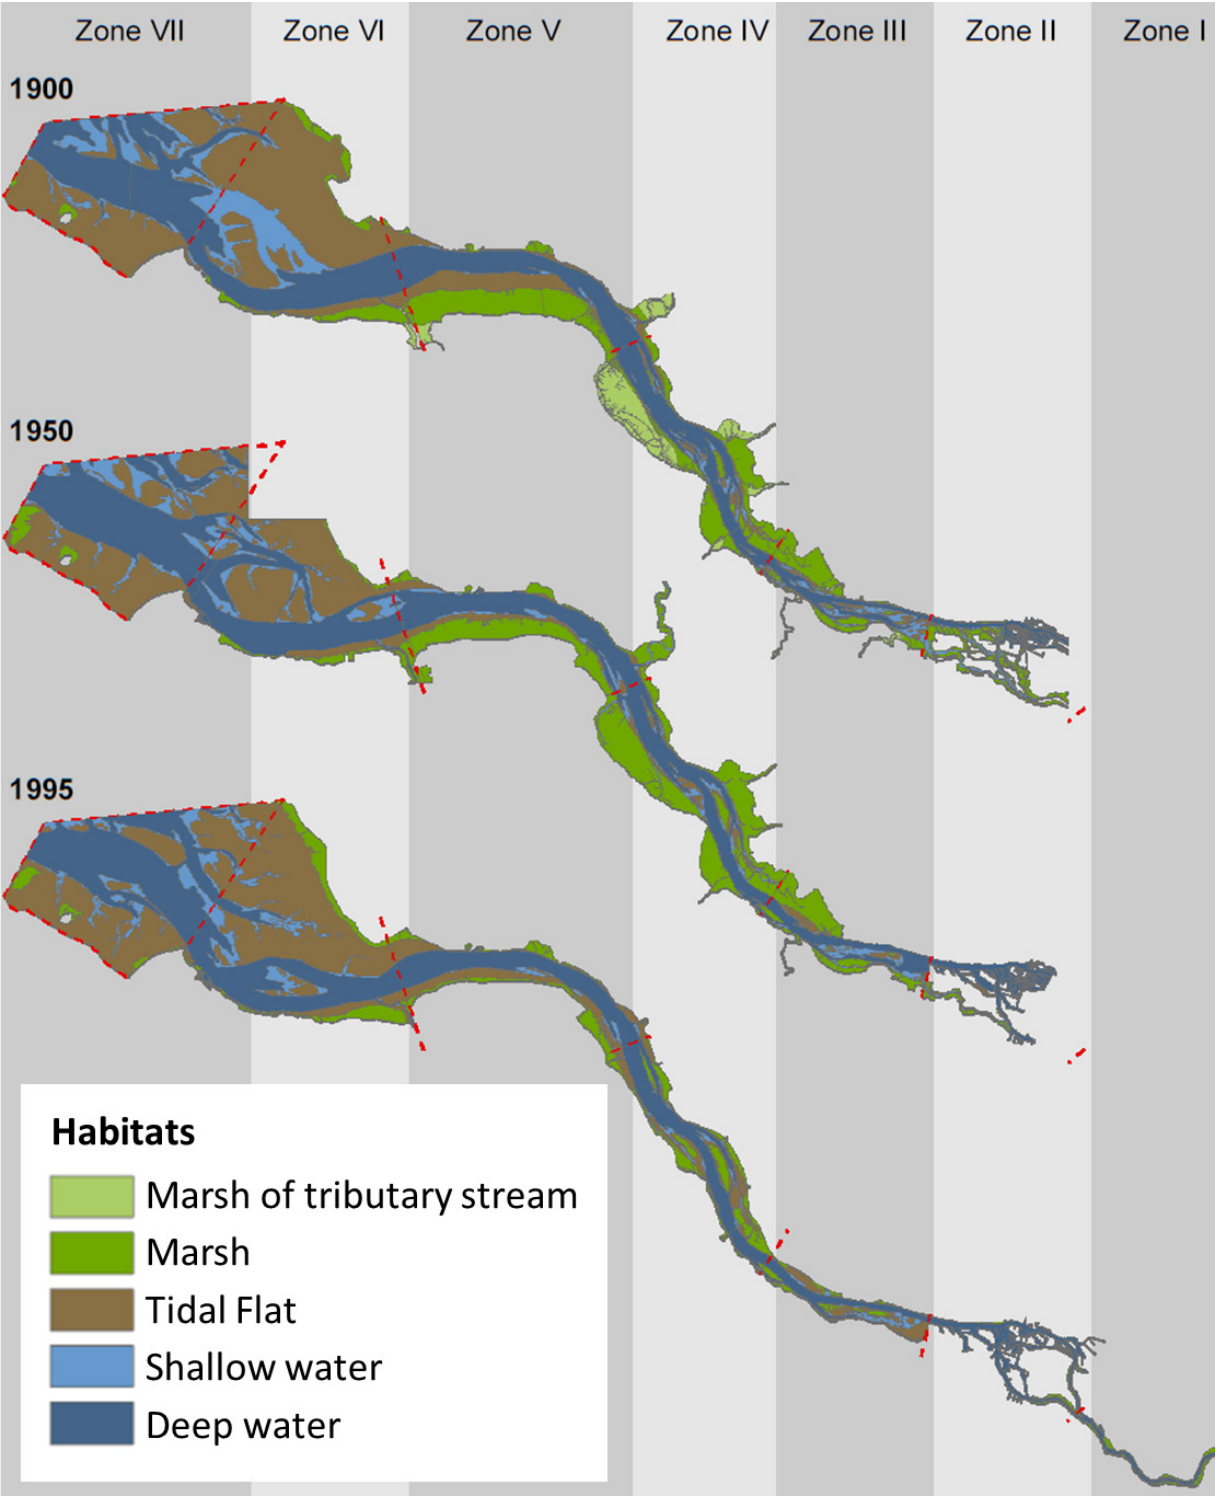 Zone VII Zone VI Zone V Zone IV Zone III Zone II Zone I
1900
1950
1995
Habitats
Marsh of tributary stream
Marsh
Tidal Flat
Shallow water
Deep water